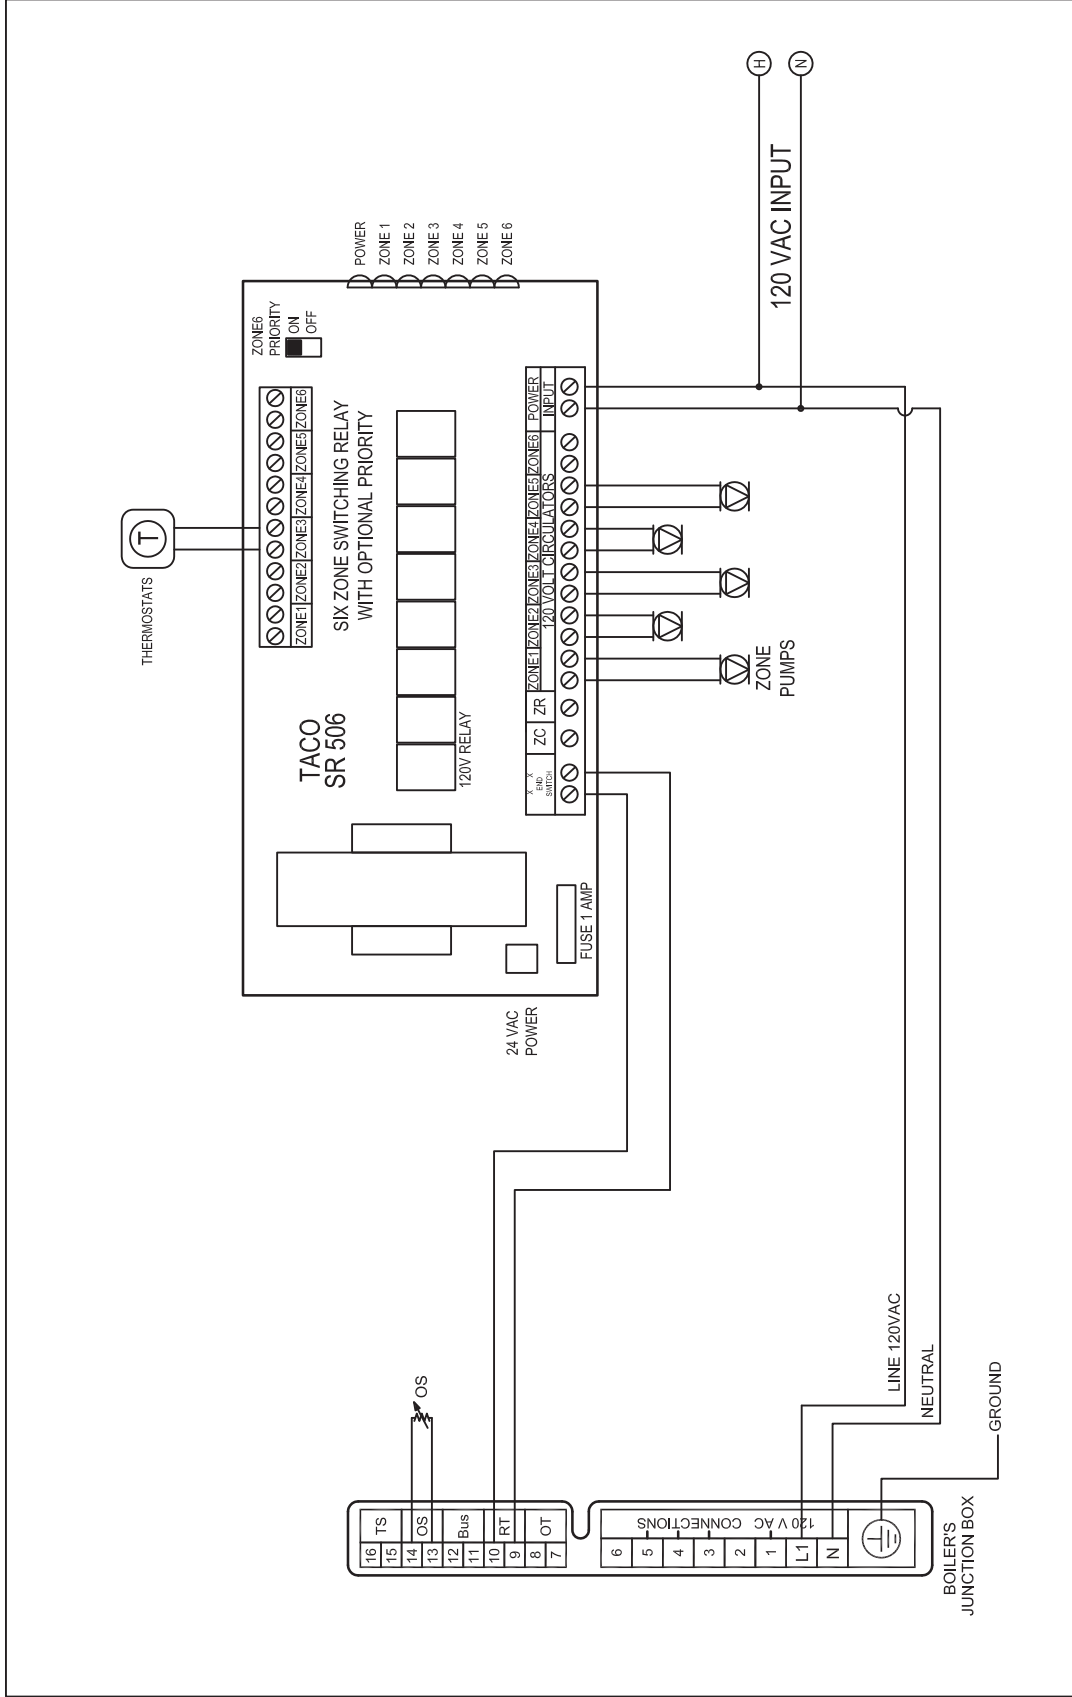 THERMOSTATS
T
ZONE1 ZONE2 ZONE3 ZONE4 ZONE5 ZONE6
ZONE6
PRIORITY
ON
OFF
TACO
SR 506
SIX ZONE SWITCHING RELAY
WITH OPTIONAL PRIORITY
120V RELAY
POWER
ZONE 1
ZONE 2
ZONE 3
ZONE 4
ZONE 5
ZONE 6
24 VAC
POWER
FUSE 1 AMP
X X
END
SWITCH
ZC
ZR
ZONE1 ZONE2 ZONE3 ZONE4 ZONE5 ZONE6
120 VOLT CIRCULATORS
POWER
INPUT
ZONE
PUMPS
120 VAC INPUT
H
N
OS
TS
OS
Bus
RT
OT
16
15
14
13
12
11
10
9
8
7
120 V AC CONNECTIONS
6
5
4
3
2
1
L1
N
LINE 120VAC
NEUTRAL
GROUND
BOILER'S
JUNCTION BOX